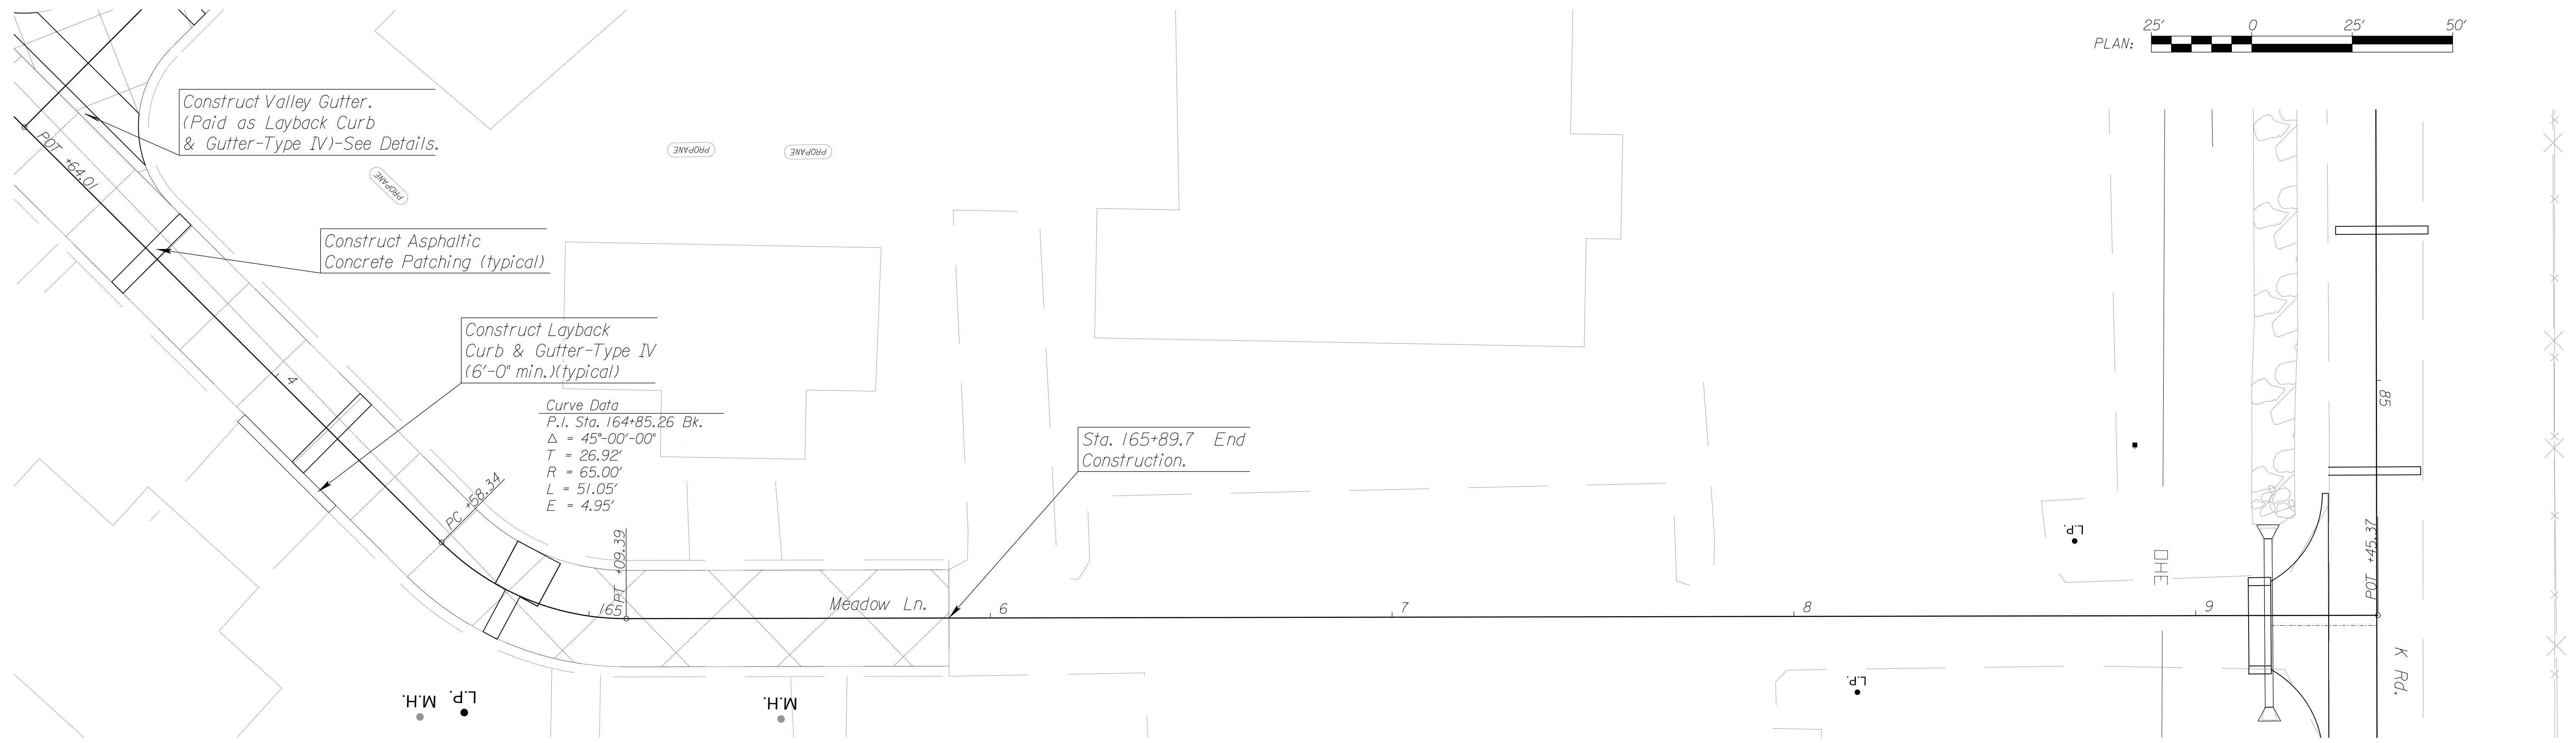 25' 0 25' 50'
PLAN:
Construct Valley Gutter.
(Paid as Layback Curb
& Gutter-Type IV)-See Details.
POT +64.01
PROPANE
PROPANE
PROPANE
Construct Asphaltic
Concrete Patching (typical)
Construct Layback
Curb & Gutter-Type IV
(6'-0" min.)(typical)
4
Curve Data
P.I. Sta. 164+85.26 Bk.
Δ = 45°-00'-00"
T = 26.92'
R = 65.00'
L = 51.05'
E = 4.95'
85
Sta. 165+89.7 End
Construction.
PC +58.34
PT +09.39
L.P.
OHE
POT +45.37
165
Meadow Ln.
6
7
8
9
K Rd.
M.H.
L.P.
M.H.
L.P.